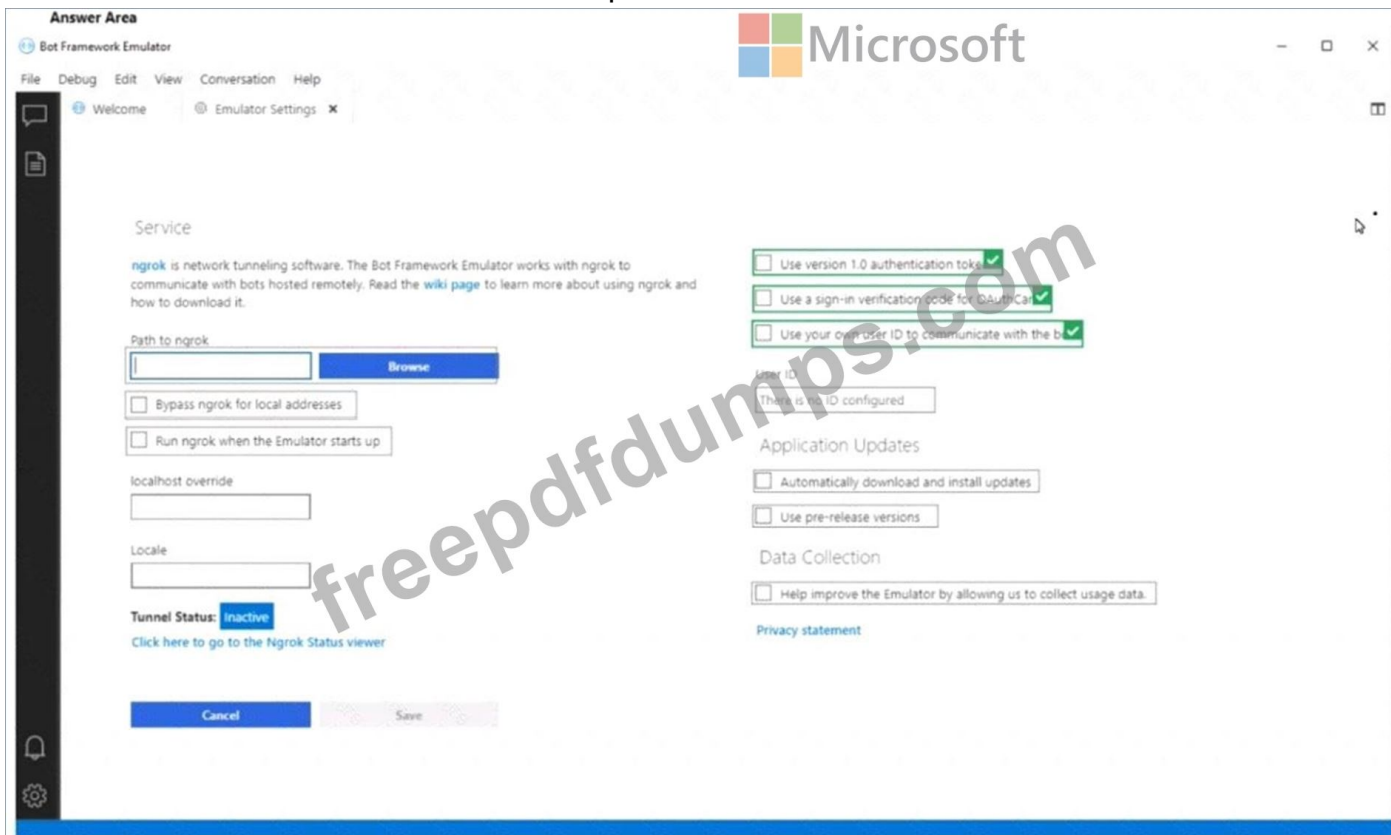 Answer Area
Microsoft
Bot Framework Emulator
File Debug Edit View Conversation Help
Welcome Emulator Settings
Service
ngrok is network tunneling software. The Bot Framework Emulator works with ngrok to
communicate with bots hosted remotely. Read the wiki page to learn more about using ngrok and
how to download it.
Path to ngrok
Browse
Bypass ngrok for local addresses
Run ngrok when the Emulator starts up
localhost override
Locale
Tunnel Status: Inactive
Click here to go to the Ngrok Status viewer
Cancel Save
Use version 1.0 authentication toke
Use a sign-in verification code for OAuthCar
Use your own user ID to communicate with the b
User ID
There is no ID configured
Application Updates
Automatically download and install updates
Use pre-release versions
Data Collection
Help improve the Emulator by allowing us to collect usage data.
Privacy statement
freepdfdumps.com